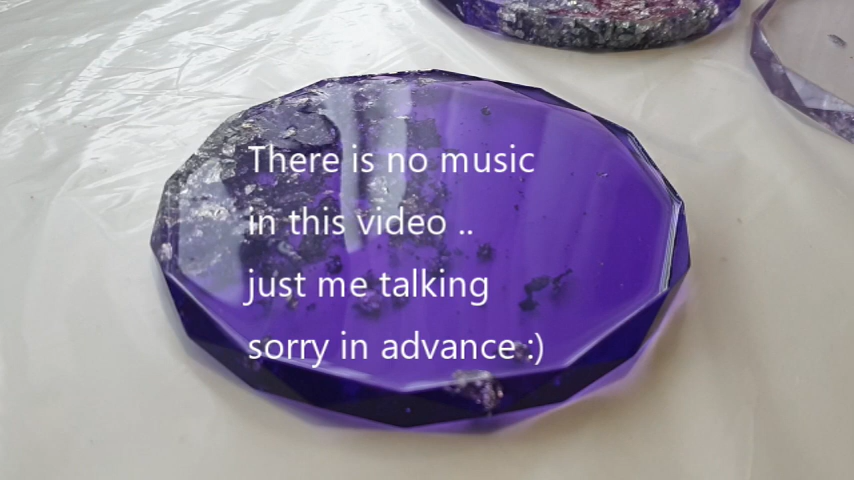 There is no music
in this video ..
just me talking
sorry in advance :)